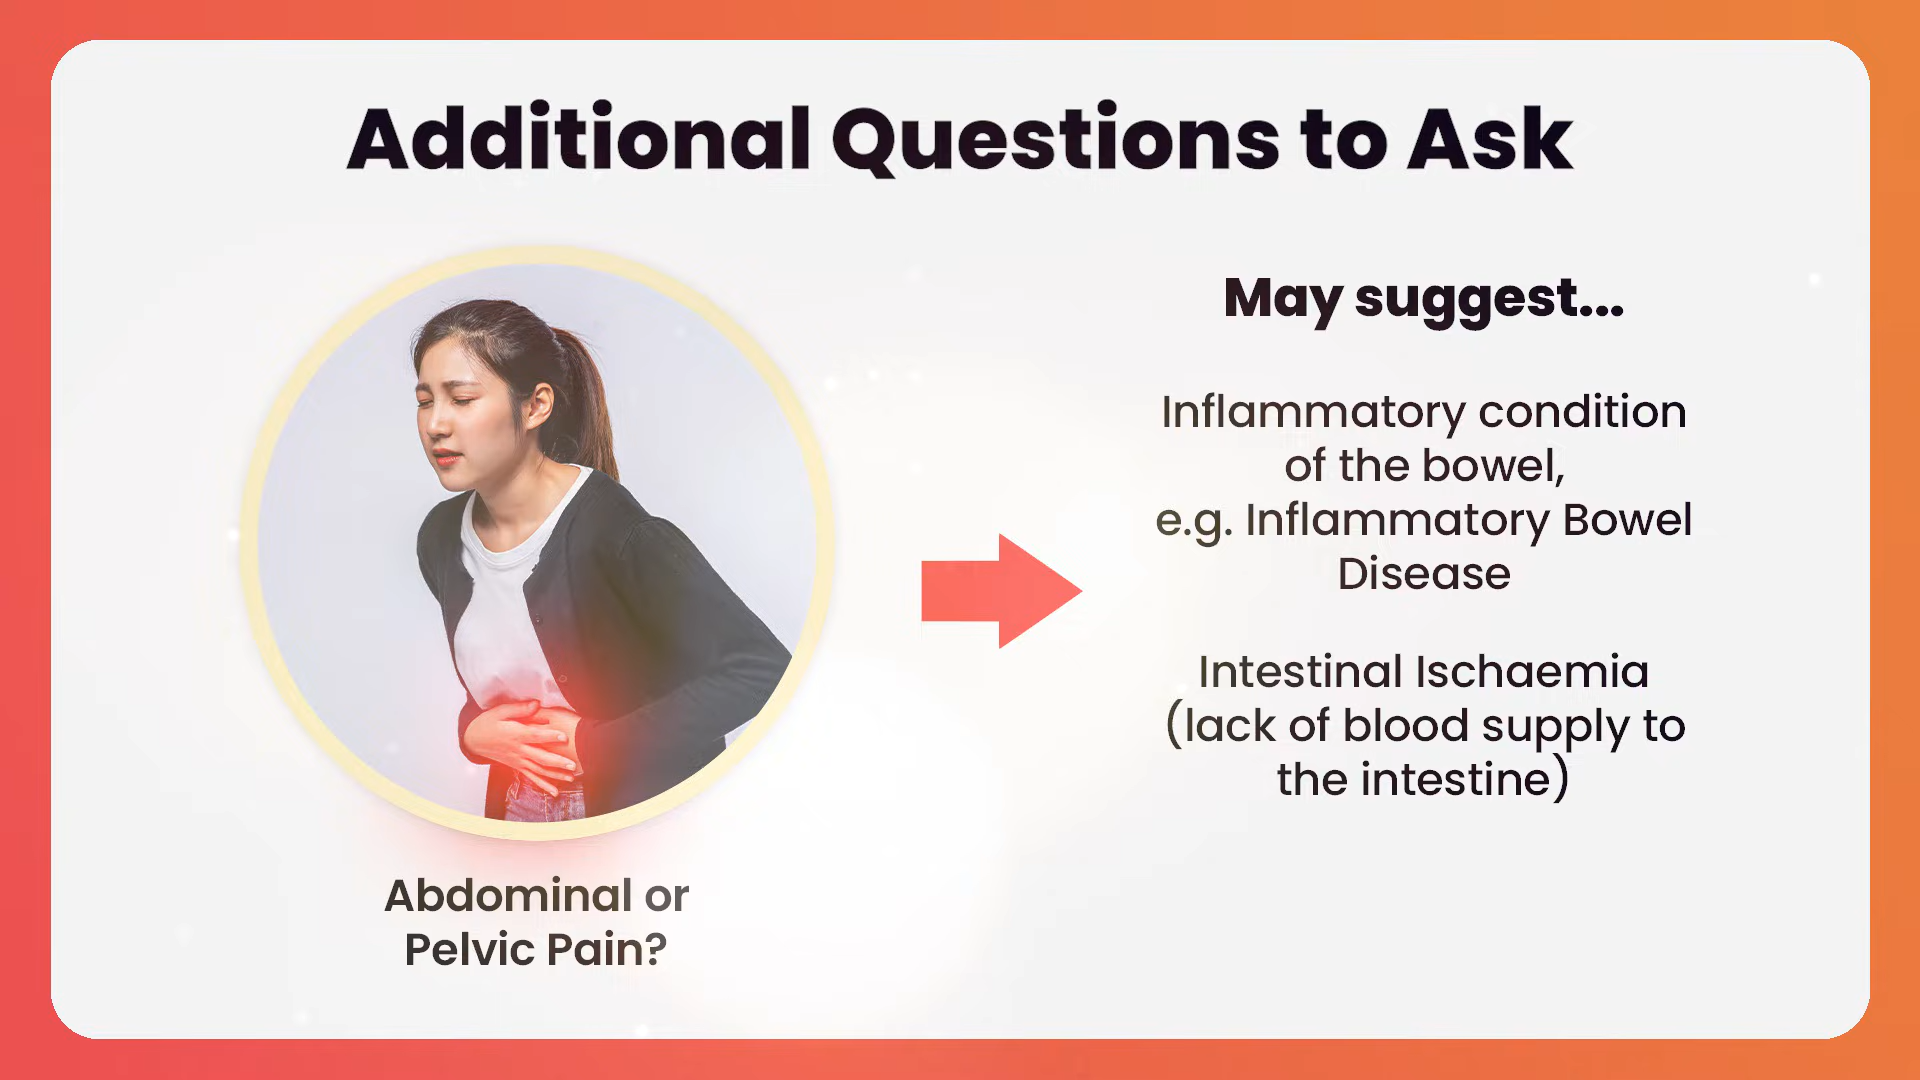 Additional Questions to Ask
Abdominal or
Pelvic Pain?
May suggest...
Inflammatory condition
of the bowel,
e.g. Inflammatory Bowel
Disease
Intestinal Ischaemia
(lack of blood supply to
the intestine)